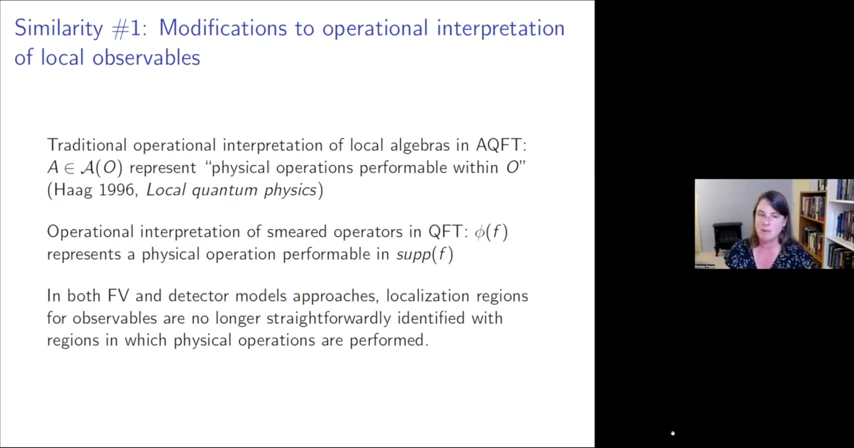 Similarity #1: Modifications to operational interpretation
of local observables
Traditional operational interpretation of local algebras in AQFT:
A ∈ 𝒜(O) represent “physical operations performable within O”
(Haag 1996, Local quantum physics)
Operational interpretation of smeared operators in QFT: ϕ(f)
represents a physical operation performable in supp(f)
In both FV and detector models approaches, localization regions
for observables are no longer straightforwardly identified with
regions in which physical operations are performed.